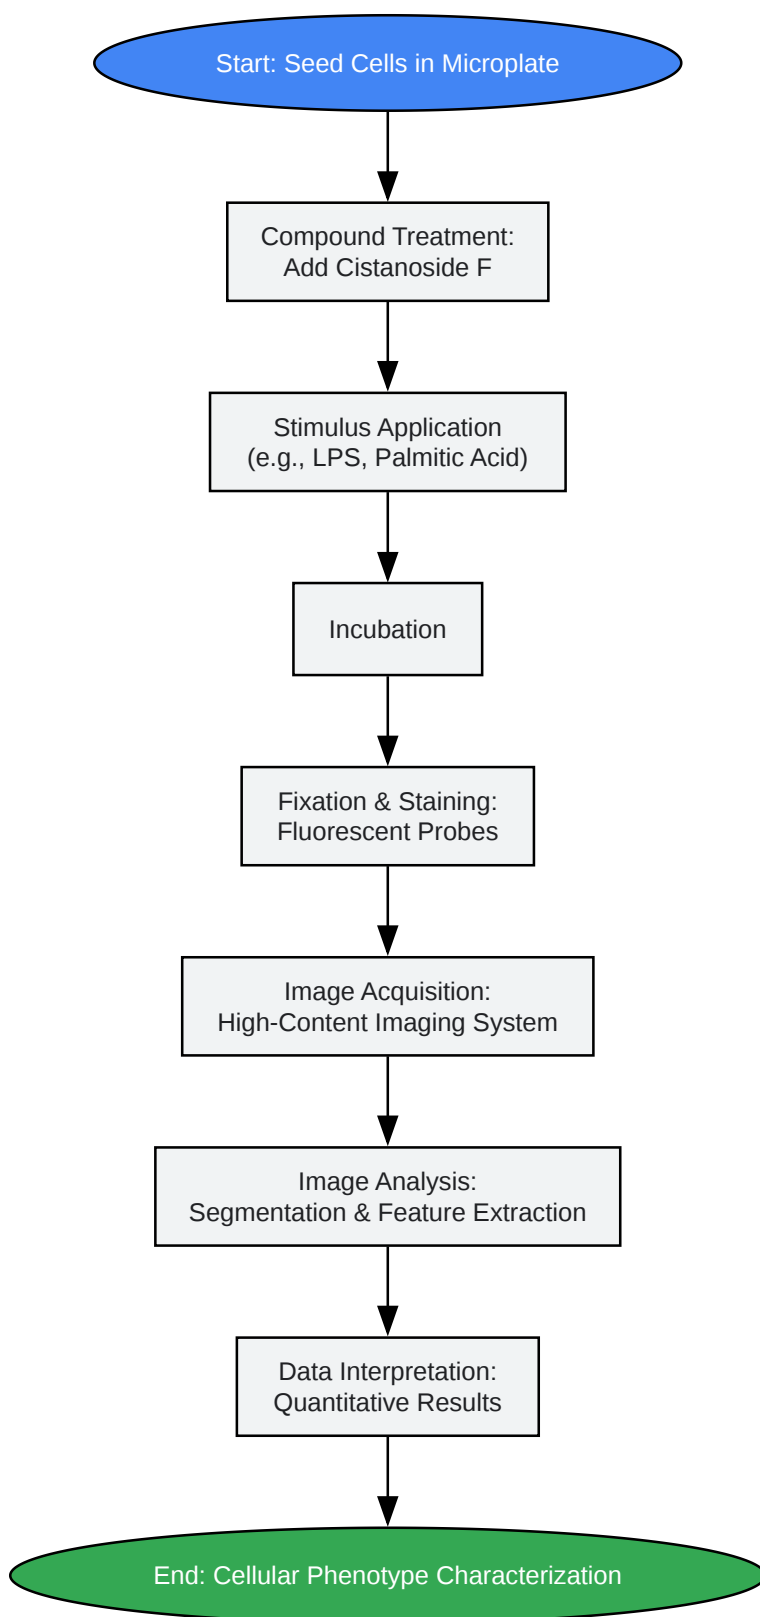 Start: Seed Cells in Microplate
Compound Treatment:
Add Cistanoside F
Stimulus Application
(e.g., LPS, Palmitic Acid)
Incubation
Fixation & Staining:
Fluorescent Probes
Image Acquisition:
High-Content Imaging System
Image Analysis:
Segmentation & Feature Extraction
Data Interpretation:
Quantitative Results
End: Cellular Phenotype Characterization